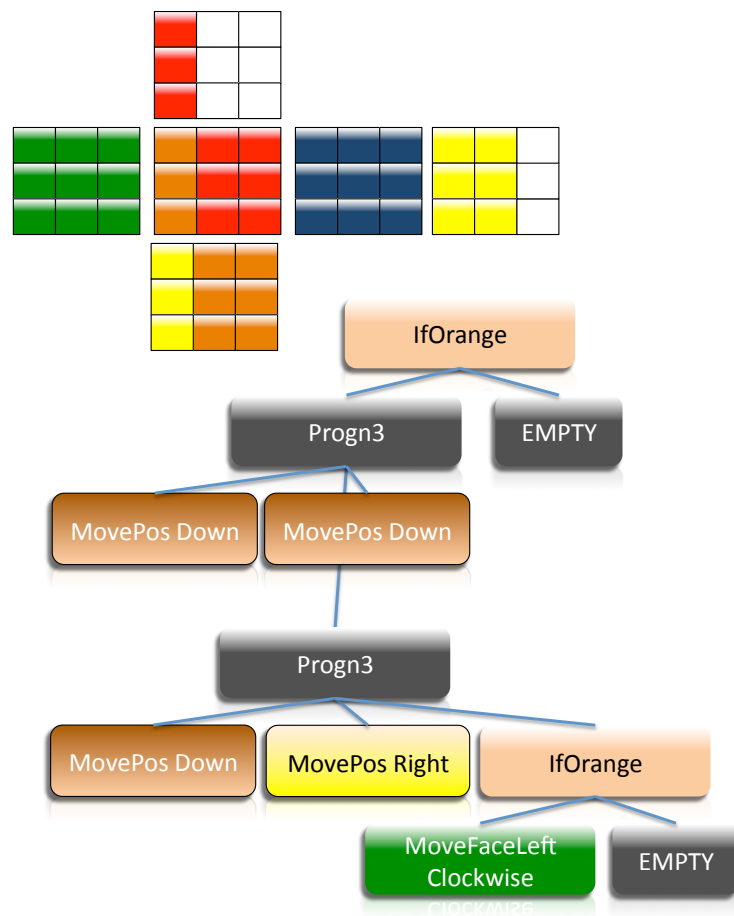 IfOrange
Progn3
EMPTY
MovePos Down
MovePos Down
Progn3
MovePos Down
MovePos Right
IfOrange
MoveFaceLeft
Clockwise
EMPTY